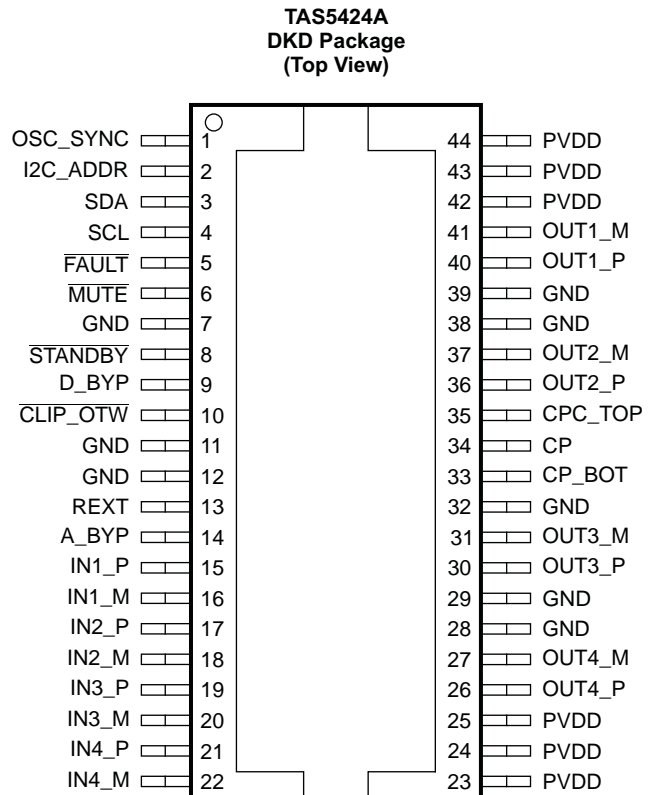 TAS5424A
DKD Package
(Top View)
OSC_SYNC 1 44 PVDD
I2C_ADDR 2 43 PVDD
SDA 3 42 PVDD
SCL 4 41 OUT1_M
FAULT 5 40 OUT1_P
MUTE 6 39 GND
GND 7 38 GND
STANDBY 8 37 OUT2_M
D_BYP 9 36 OUT2_P
CLIP_OTW 10 35 CPC_TOP
GND 11 34 CP
GND 12 33 CP_BOT
REXT 13 32 GND
A_BYP 14 31 OUT3_M
IN1_P 15 30 OUT3_P
IN1_M 16 29 GND
IN2_P 17 28 GND
IN2_M 18 27 OUT4_M
IN3_P 19 26 OUT4_P
IN3_M 20 25 PVDD
IN4_P 21 24 PVDD
IN4_M 22 23 PVDD